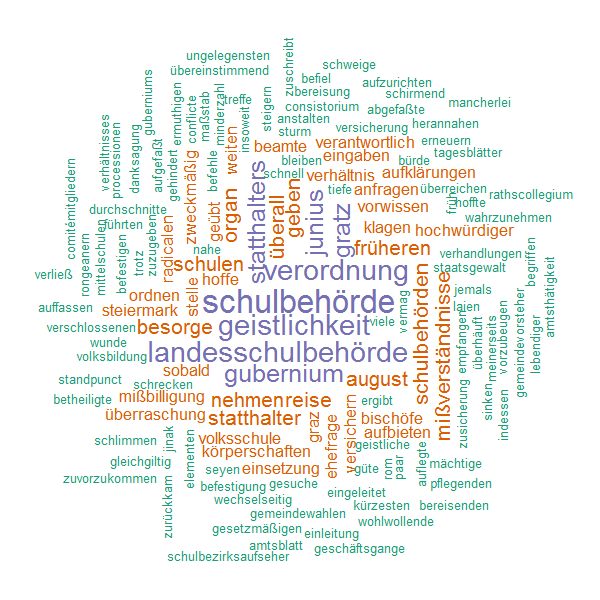 ungelegensten
zuschreibt
schweige
übereinstimmend
befiel
aufzurichten
guberniums
ermuthigen
conflicte
maßstab
minderzahl
treffe
insoweit
steigern
bereisung
schirmend
consistorium
abgefaßte
mancherlei
verhältnisses
processionen
danksagung
aufgefaßt
gehindert
befehle
anstalten
sturm
versicherung
herannahen
zweckmäßig
weiten
beamte
verantwortlich
erneuern
bleiben
eingaben
bürde
tagesblätter
schnell
verhältnis
aufklärungen
comitémitgliedern
statthalters
geben
tiefe
anfragen
überreichen
früh
rathscollegium
hoffte
durchschnitte
geübt
organ
überall
junius
gratz
vorwissen
wahrzunehmen
führten
radicalen
klagen
hochwürdiger
rongeanern
mittelschulen
befestigen
trotz
zuzugeben
nahe
früheren
verhandlungen
begriffen
verließ
schulen
verordnung
staatsgewalt
amtsthätigkeit
stelle
hoffe
jemals
auffassen
ordnen
schulbehörde
vermag
schulbehörden
mißverständnisse
laien
steiermark
verschlossenen
besorge
geistlichkeit
viele
empfangen
überhäuft
meinerseits
vorzubeugen
gemeindevorsteher
lebendiger
wunde
volksbildung
landesschulbehörde
sobald
gubernium
august
standpunct
schrecken
betheiligte
mißbilligung
nehmenreise
ergibt
zusicherung
sinken
indessen
überraschung
statthalter
graz
ehefrage
versichern
bischöfe
aufbieten
schlimmen
jinak
elementen
volksschule
körperschaften
geistliche
gleichgiltig
seyen
einsetzung
güte
rom
paar
auflegte
mächtige
zuvorzukommen
zurückkam
befestigung
gesuche
pflegenden
wechselseitig
eingeleitet
kürzesten
bereisenden
gemeindewahlen
wohlwollende
gesetzmäßigen
einleitung
amtsblatt
geschäftsgange
schulbezirksaufseher